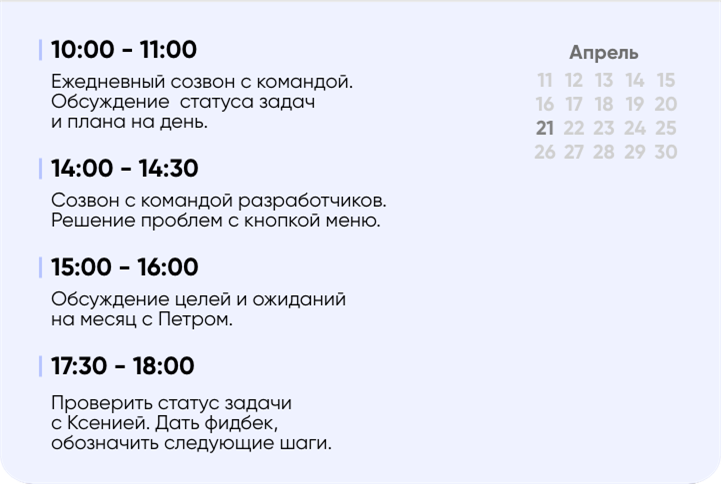 10:00 - 11:00
Ежедневный созвон с командой.
Обсуждение статуса задач
и плана на день.
14:00 - 14:30
Созвон с командой разработчиков.
Решение проблем с кнопкой меню.
15:00 - 16:00
Обсуждение целей и ожиданий
на месяц с Петром.
17:30 - 18:00
Проверить статус задачи
с Ксенией. Дать фидбек,
обозначить следующие шаги.
Апрель
11 12 13 14 15
16 17 18 19 20
21 22 23 24 25
26 27 28 29 30